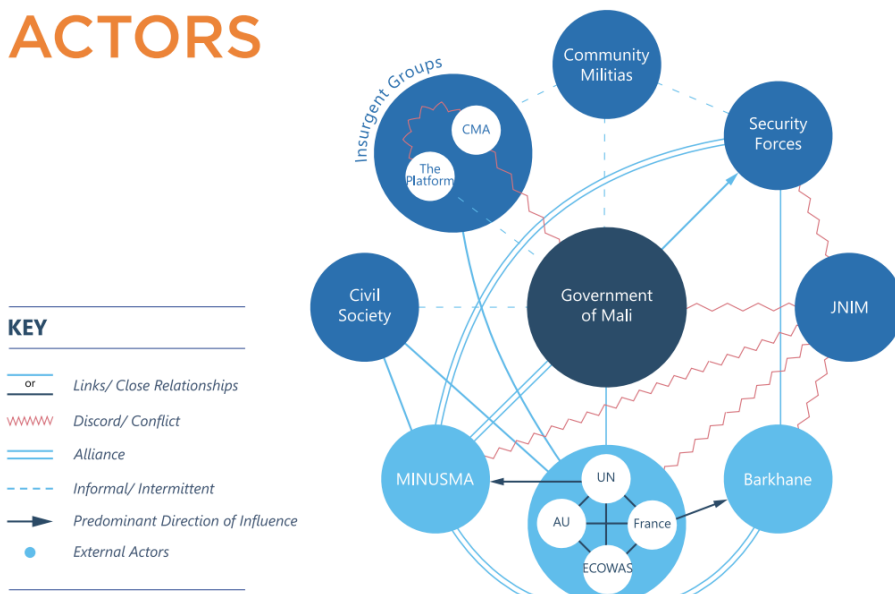 ACTORS
Insurgent Groups
CMA
The
Platform
Community
Militias
Security
Forces
Civil
Society
Government
of Mali
JNIM
MINUSMA
UN
AU
France
ECOWAS
Barkhane
KEY
or
Links/ Close Relationships
Discord/ Conflict
Alliance
Informal/ Intermittent
Predominant Direction of Influence
External Actors